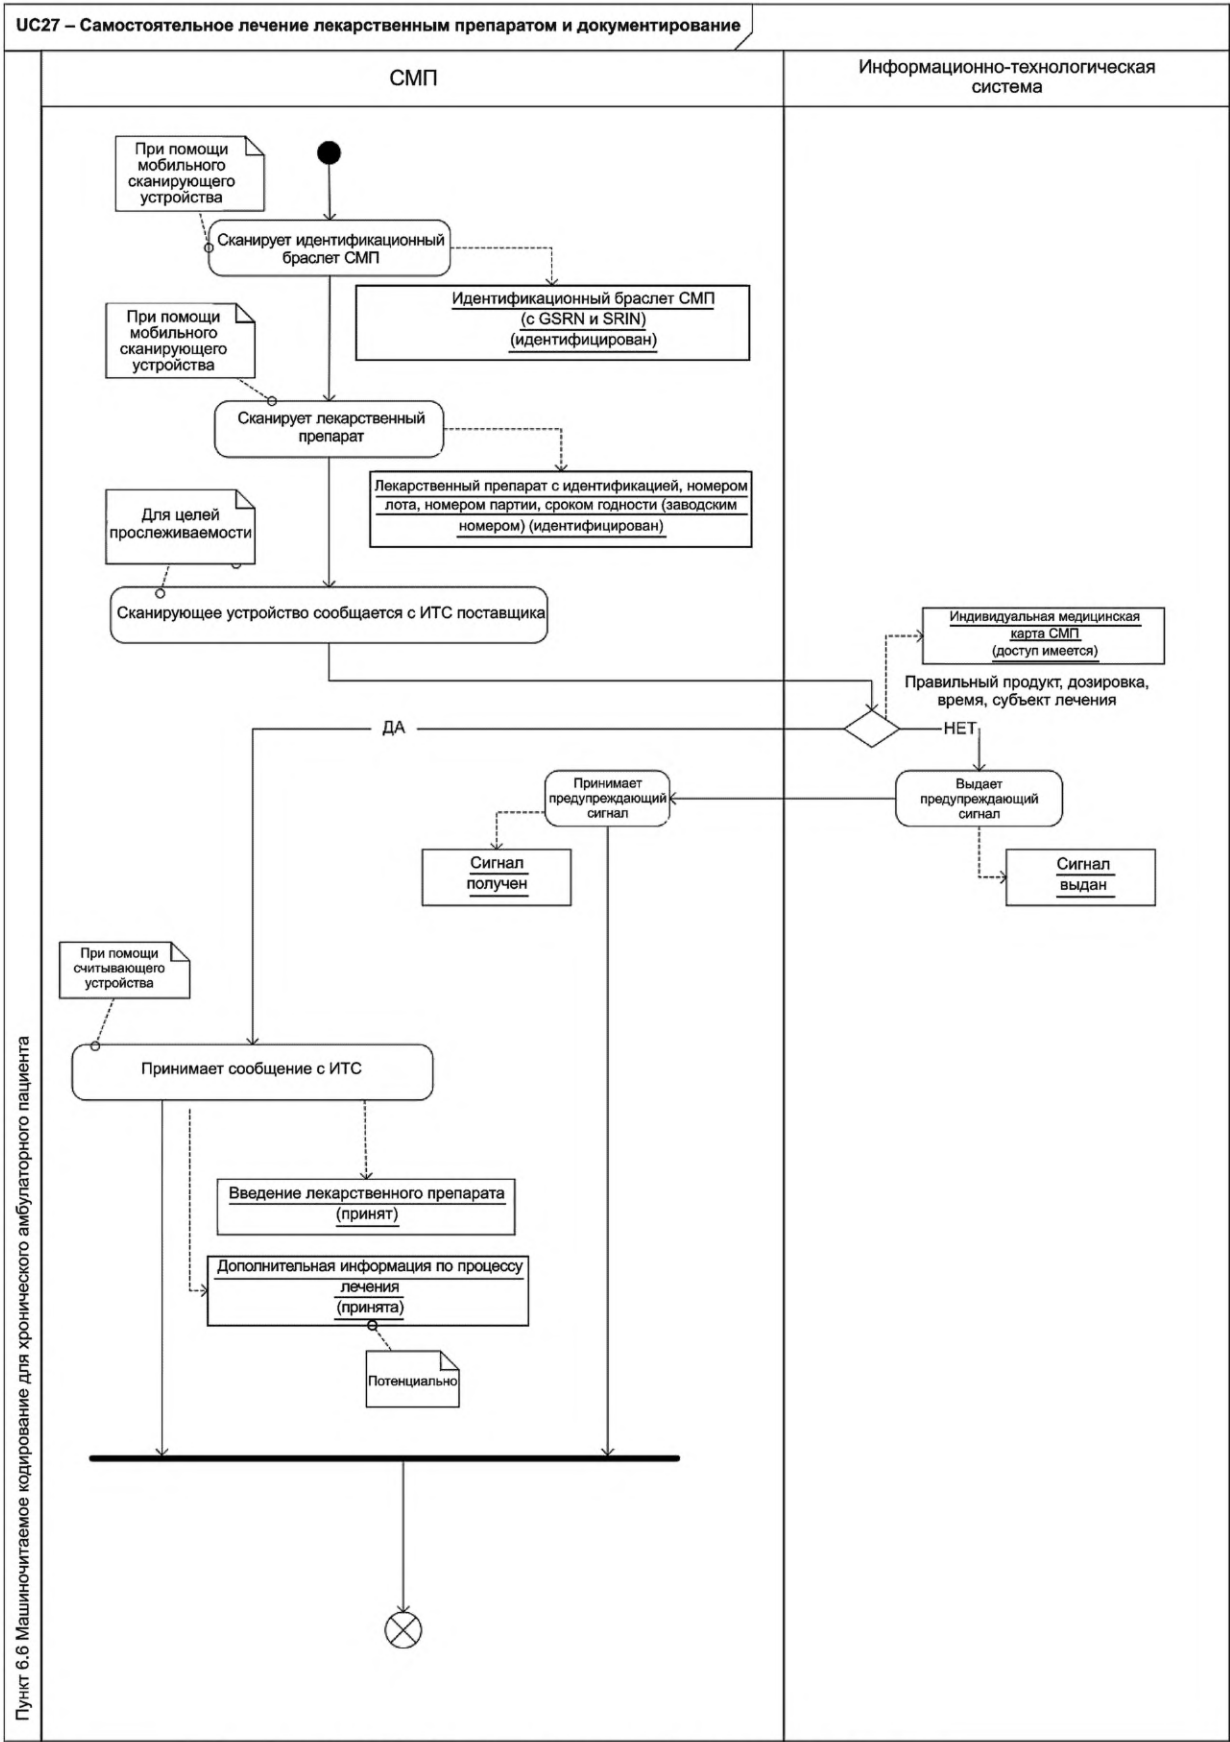 UC27 – Самостоятельное лечение лекарственным препаратом и документирование
СМП
Информационно-технологическая
система
При помощи
мобильного
сканирующего
устройства
Сканирует идентификационный
браслет СМП
Идентификационный браслет СМП
(с GSRN и SRIN)
(идентифицирован)
При помощи
мобильного
сканирующего
устройства
Сканирует лекарственный
препарат
Лекарственный препарат с идентификацией, номером
лота, номером партии, сроком годности (заводским
номером) (идентифицирован)
Для целей
прослеживаемости
Сканирующее устройство сообщается с ИТС поставщика
Индивидуальная медицинская
карта СМП
(доступ имеется)
Правильный продукт, дозировка,
время, субъект лечения
ДА
НЕТ
Принимает
предупреждающий
сигнал
Выдает
предупреждающий
сигнал
Сигнал
получен
Сигнал
выдан
При помощи
считывающего
устройства
Принимает сообщение с ИТС
Введение лекарственного препарата
(принят)
Дополнительная информация по процессу
лечения
(принята)
Потенциально
Пункт 6.6 Машиночитаемое кодирование для хронического амбулаторного пациента